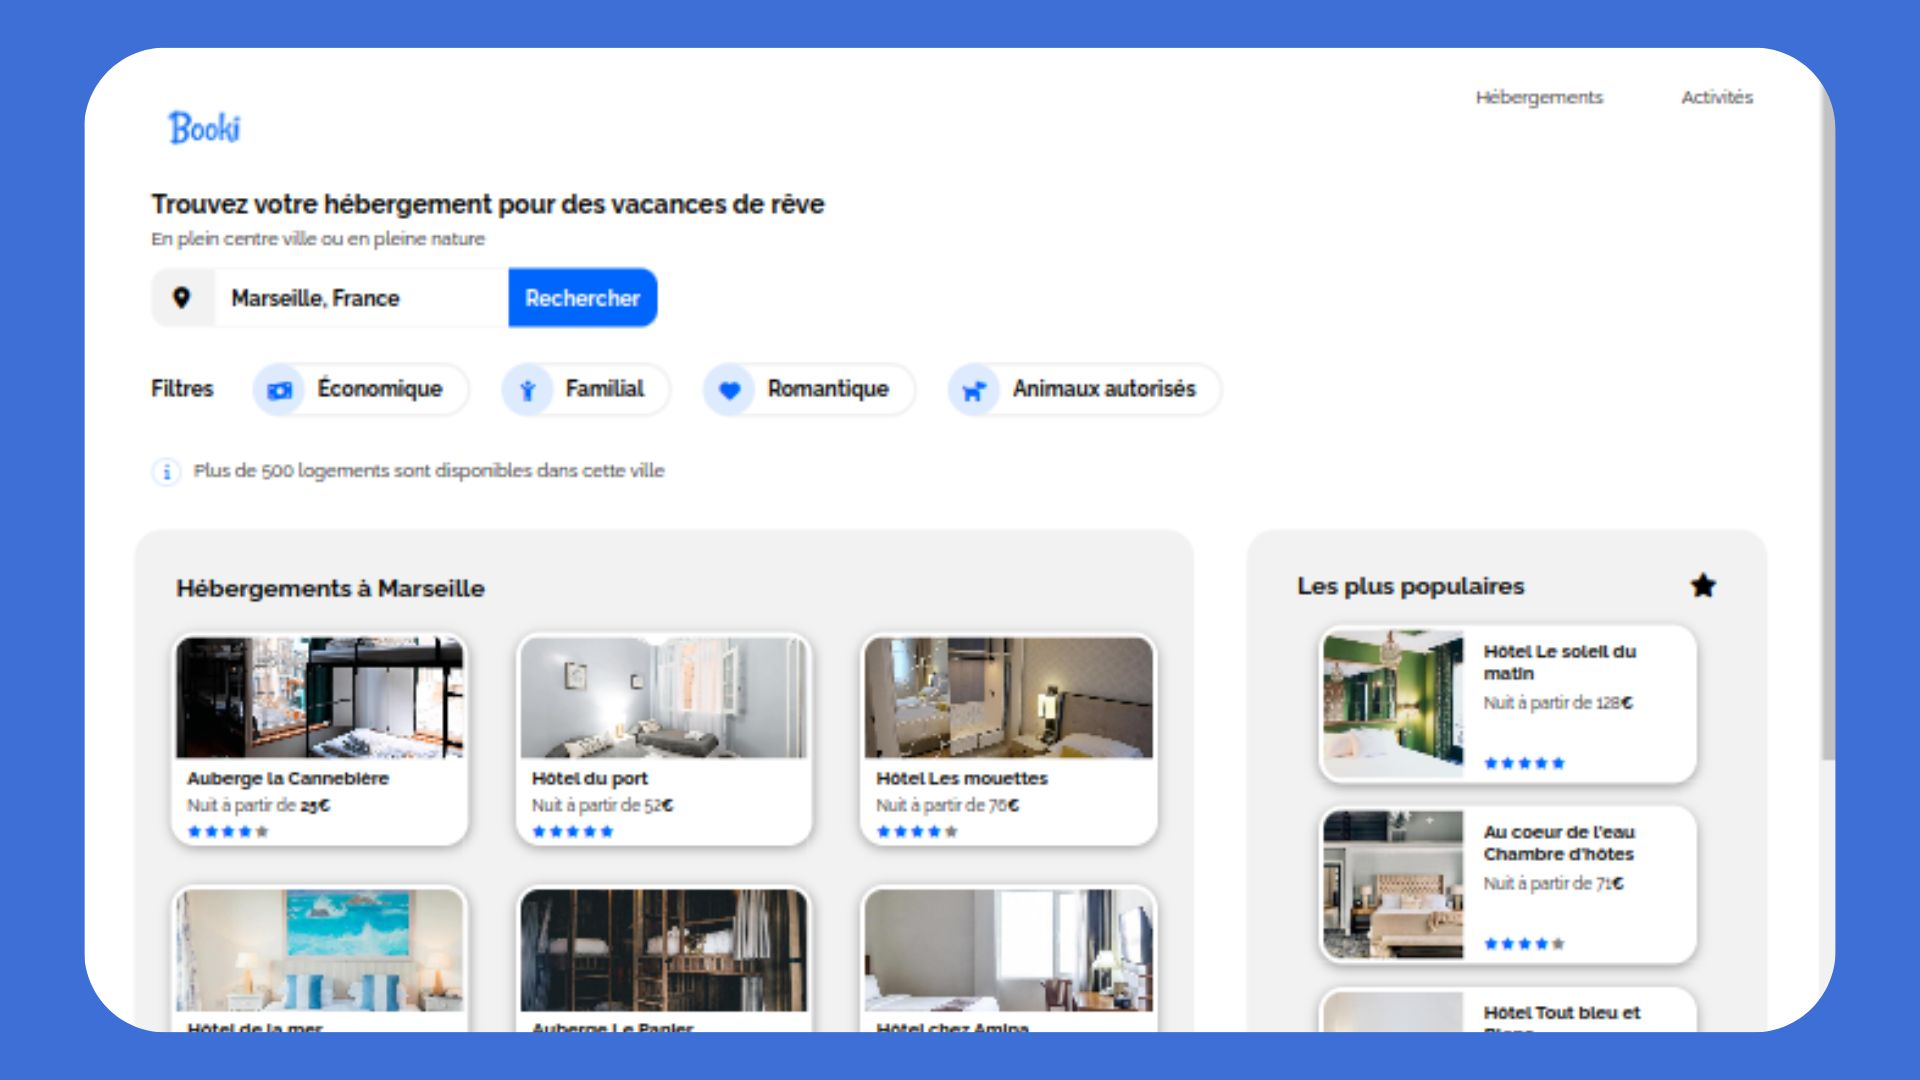 Hébergements
Activités
Booki
Trouvez votre hébergement pour des vacances de rêve
En plein centre ville ou en pleine nature
Marseille, France
Rechercher
Filtres
Économique
Familial
Romantique
Animaux autorisés
Plus de 500 logements sont disponibles dans cette ville
Hébergements à Marseille
Auberge la Cannebière
Nuit à partir de 25€
Hôtel du port
Nuit à partir de 52€
Hôtel Les mouettes
Nuit à partir de 76€
Hôtel de la mer
Auberge Le Panier
Hôtel chez Amina
Les plus populaires
Hôtel Le soleil du
matin
Nuit à partir de 128€
Au coeur de l'eau
Chambre d'hôtes
Nuit à partir de 71€
Hôtel Tout bleu et